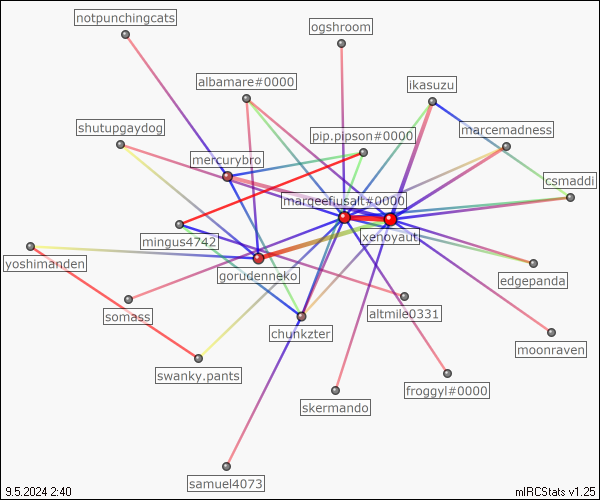 notpunchingcats
ogshroom
albamare#0000
ikasuzu
shutupgaydog
pip.pipson#0000
marcemadness
mercurybro
csmaddi
margeefiusalt#0000
xenoyaut
mingus4742
yoshimanden
gorudenneko
edgepanda
somass
altmile0331
chunkzter
moonraven
swanky.pants
froggyl#0000
skermando
samuel4073
9.5.2024 2:40
mIRCStats v1.25